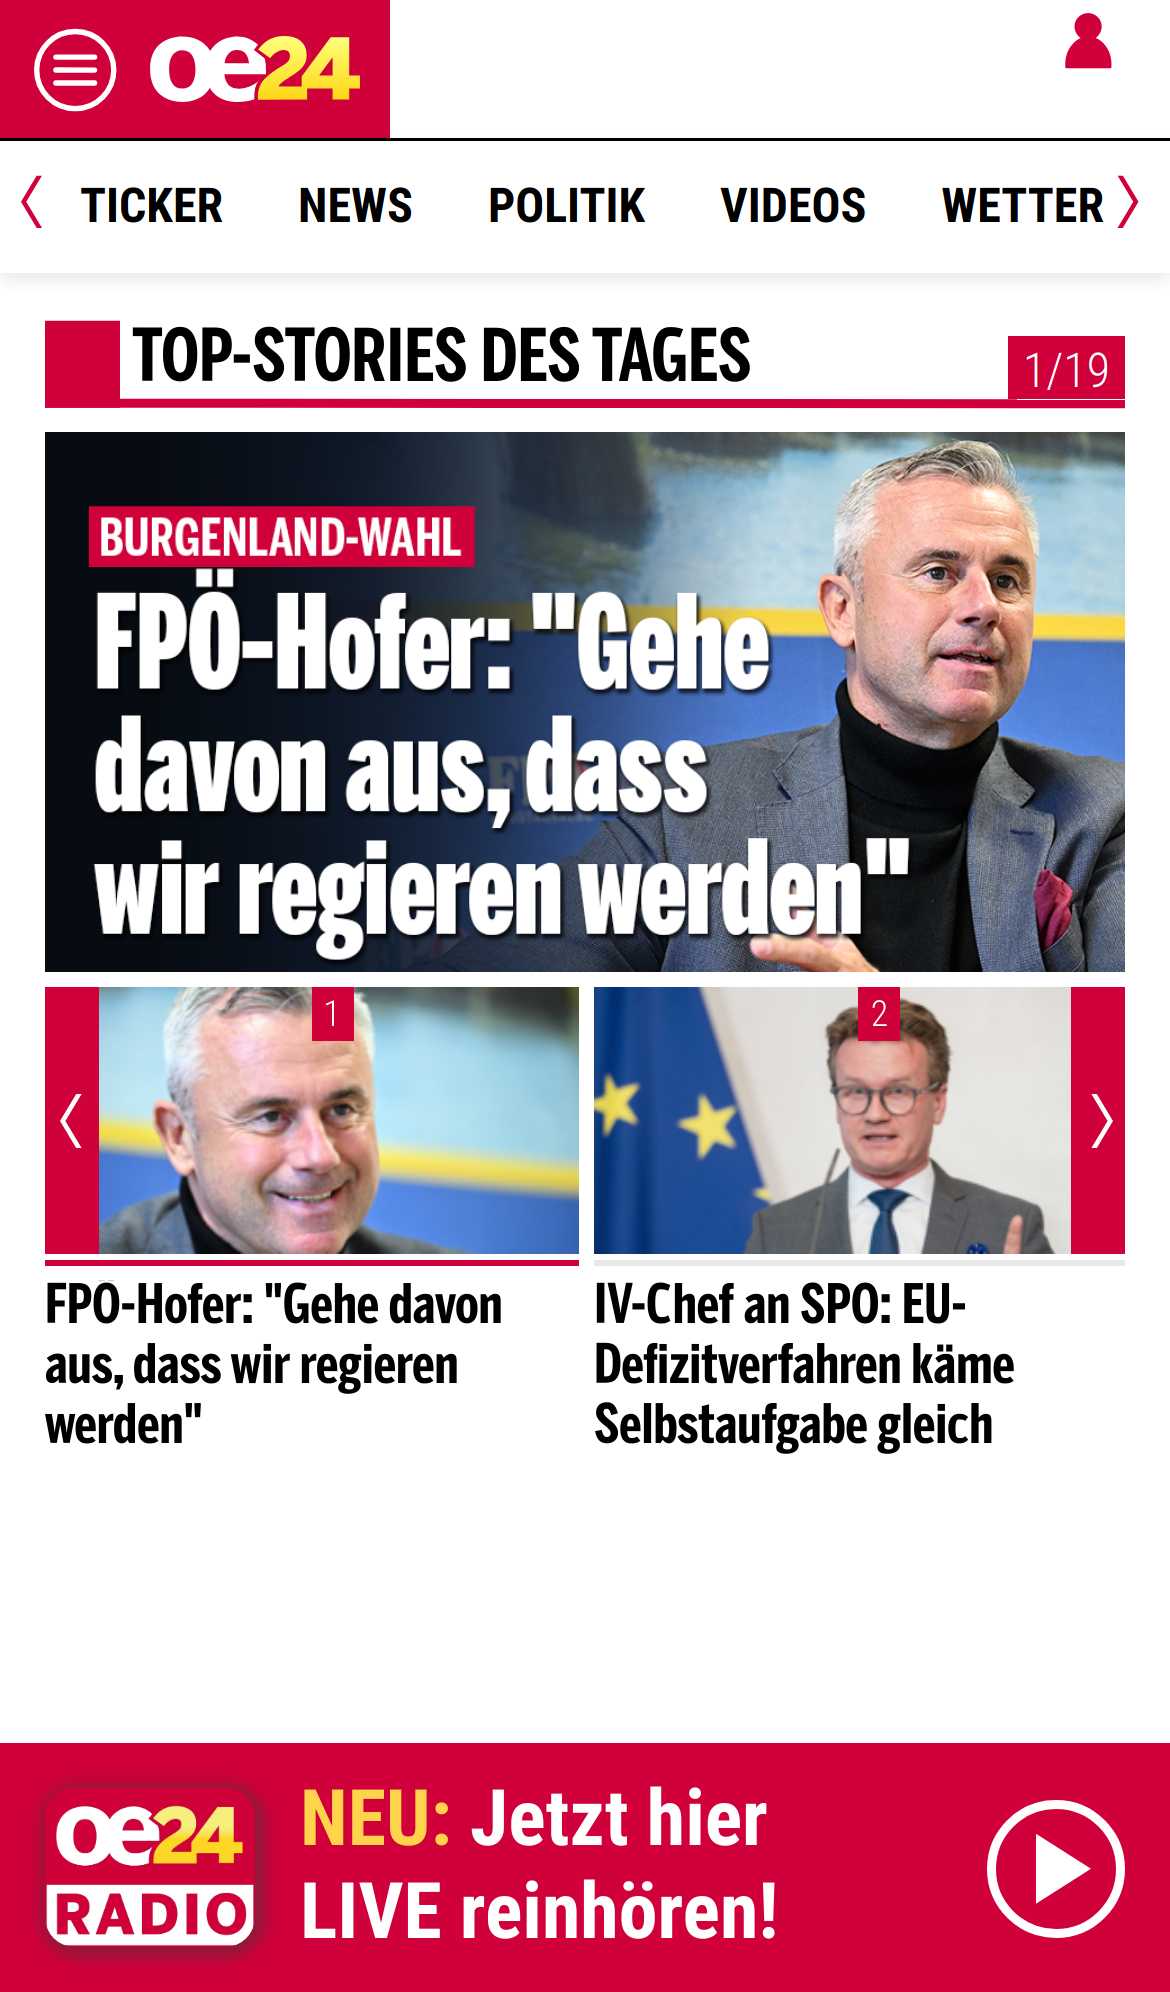 oe24
TICKER NEWS POLITIK VIDEOS WETTER
TOP-STORIES DES TAGES
1/19
BURGENLAND-WAHL
FPÖ-Hofer: "Gehe
davon aus, dass
wir regieren werden"
1
FPÖ-Hofer: "Gehe davon
aus, dass wir regieren
werden"
2
IV-Chef an SPÖ: EU-
Defizitverfahren käme
Selbstaufgabe gleich
oe24
RADIO
NEU: Jetzt hier
LIVE reinhören!